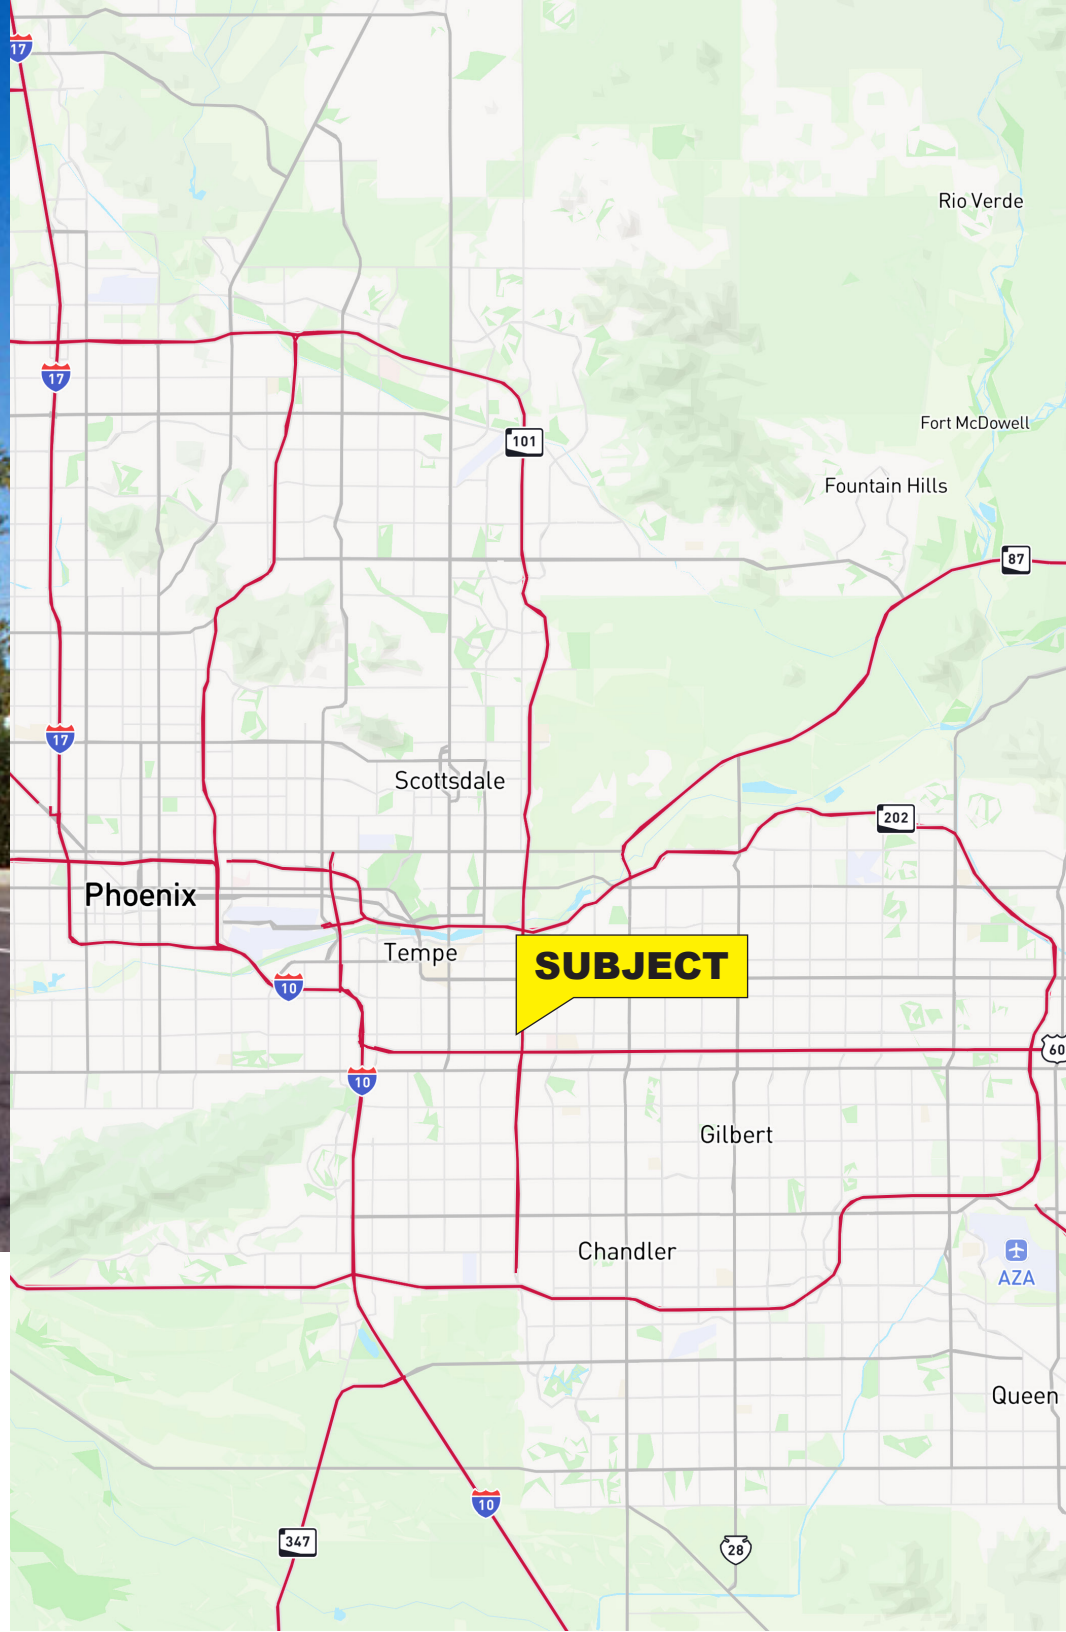 17
Rio Verde
17
Fort McDowell
101
Fountain Hills
87
17
Scottsdale
202
Phoenix
Tempe
SUBJECT
10
60
10
Gilbert
Chandler
AZA
Queen
10
347
28